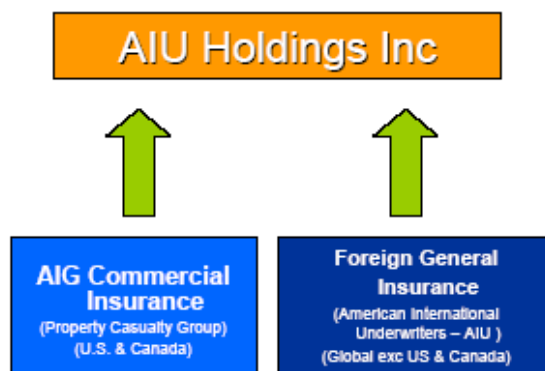 AIU Holdings Inc
AIG Commercial
Insurance
(Property Casualty Group)
(U.S. & Canada)
Foreign General
Insurance
(American International
Underwriters – AIU )
(Global exc US & Canada)